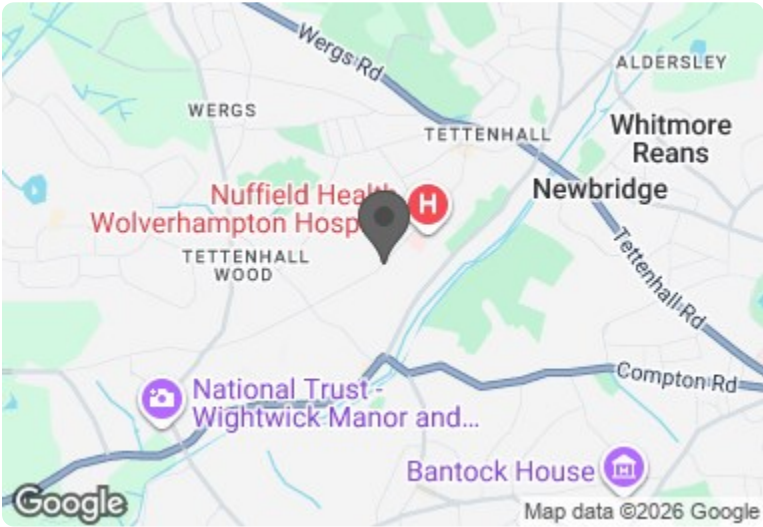 Wergs Rd
ALDERSLEY
WERGS
TETTENHALL
Whitmore
Reans
Nuffield Health
Wolverhampton Hosp
H
Newbridge
TETTENHALL
WOOD
Tettenhall Rd
Compton Rd
National Trust -
Wightwick Manor and...
Bantock House
Google
Map data ©2026 Google